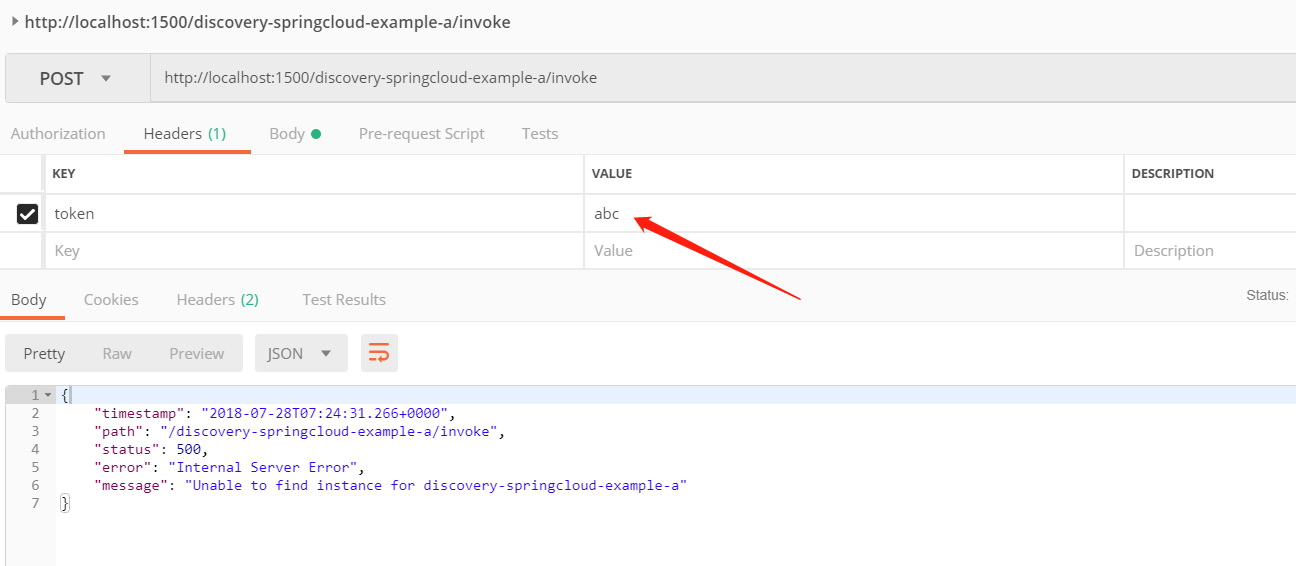 http://localhost:1500/discovery-springcloud-example-a/invoke
POST http://localhost:1500/discovery-springcloud-example-a/invoke
Authorization Headers (1) Body Pre-request Script Tests
KEY VALUE DESCRIPTION
token abc
Key Value Description
Body Cookies Headers (2) Test Results Status:
Pretty Raw Preview JSON
1 {
2 "timestamp": "2018-07-28T07:24:31.266+0000",
3 "path": "/discovery-springcloud-example-a/invoke",
4 "status": 500,
5 "error": "Internal Server Error",
6 "message": "Unable to find instance for discovery-springcloud-example-a"
7 }